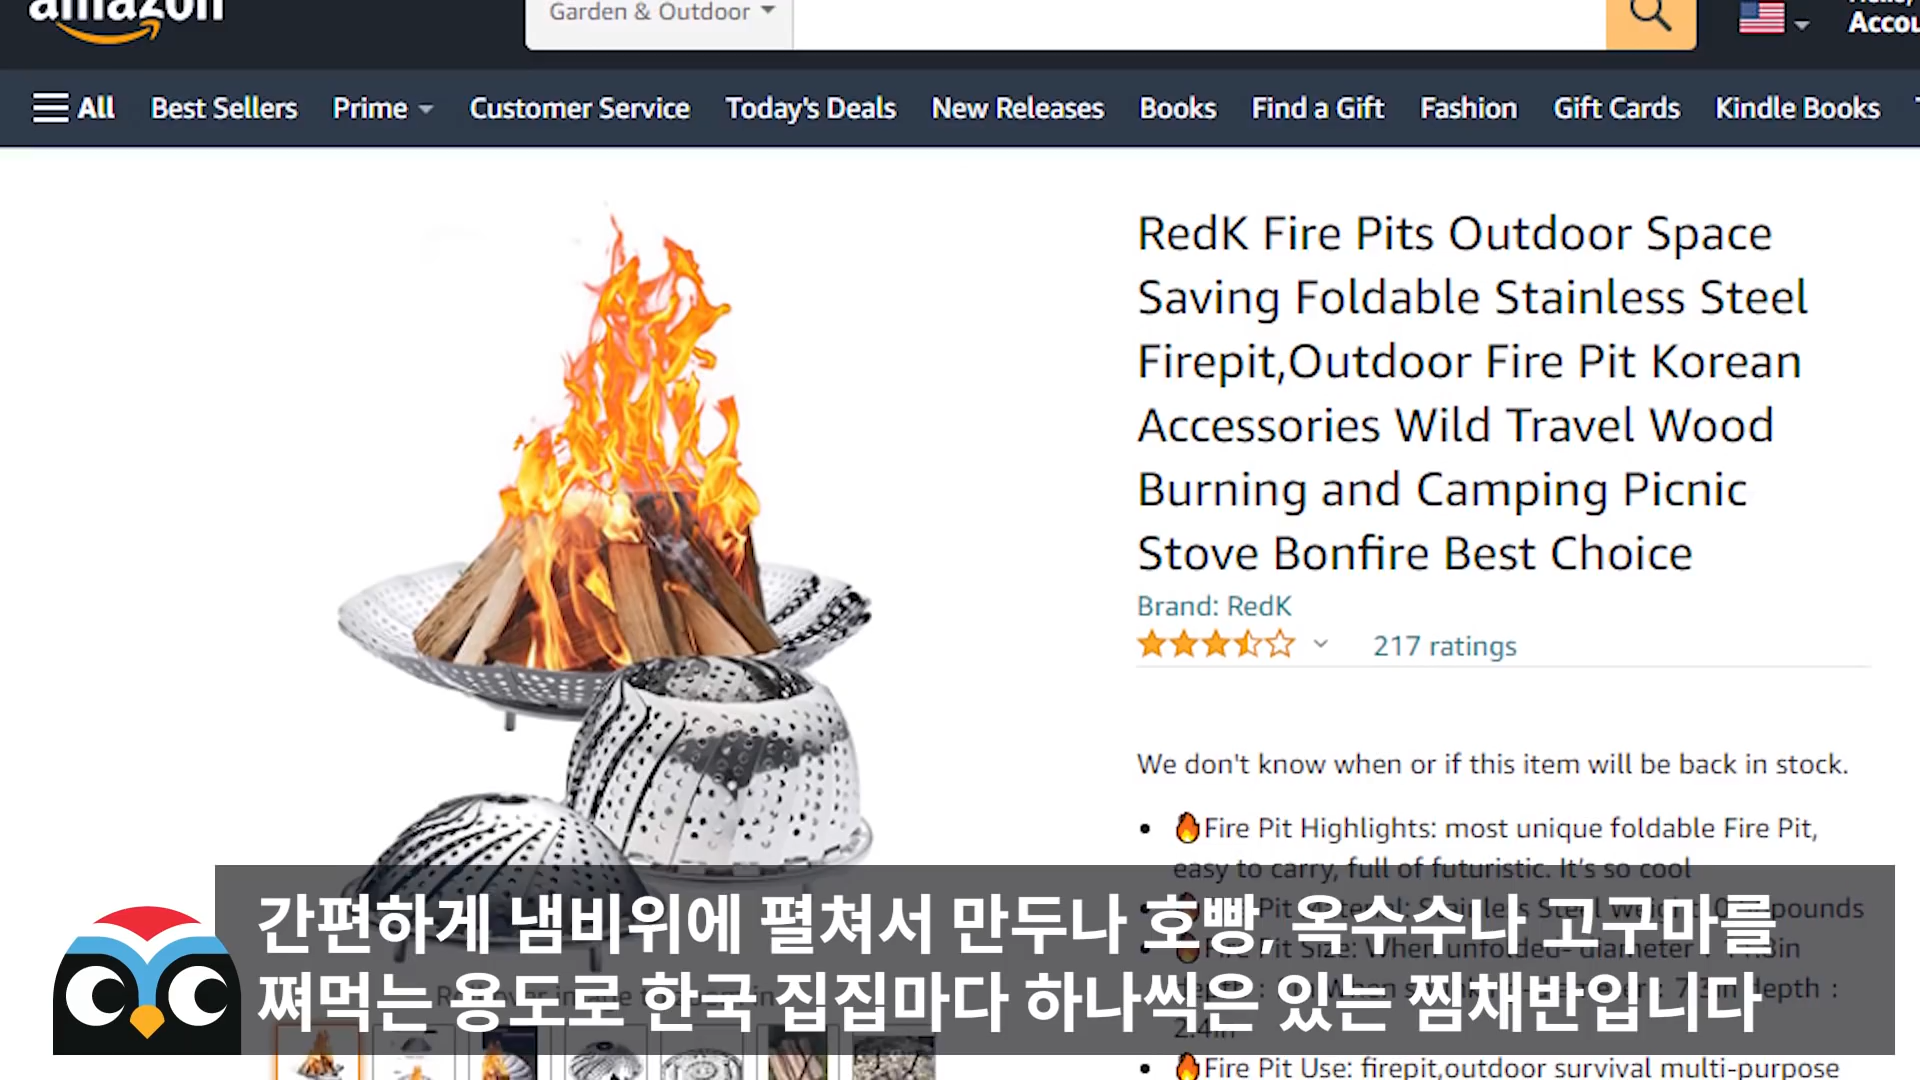 amazon
Garden & Outdoor
Accou
All Best Sellers Prime Customer Service Today's Deals New Releases Books Find a Gift Fashion Gift Cards Kindle Books
RedK Fire Pits Outdoor Space
Saving Foldable Stainless Steel
Firepit,Outdoor Fire Pit Korean
Accessories Wild Travel Wood
Burning and Camping Picnic
Stove Bonfire Best Choice
Brand: RedK
217 ratings
We don't know when or if this item will be back in stock.
Fire Pit Highlights: most unique foldable Fire Pit,
easy to carry, full of futuristic. It's so cool
간편하게 냄비위에 펼쳐서 만두나 호빵, 옥수수나 고구마를
쪄먹는 용도로 한국 집집마다 하나씩은 있는 찜채반입니다
Fire Pit Use: firepit,outdoor survival multi-purpose